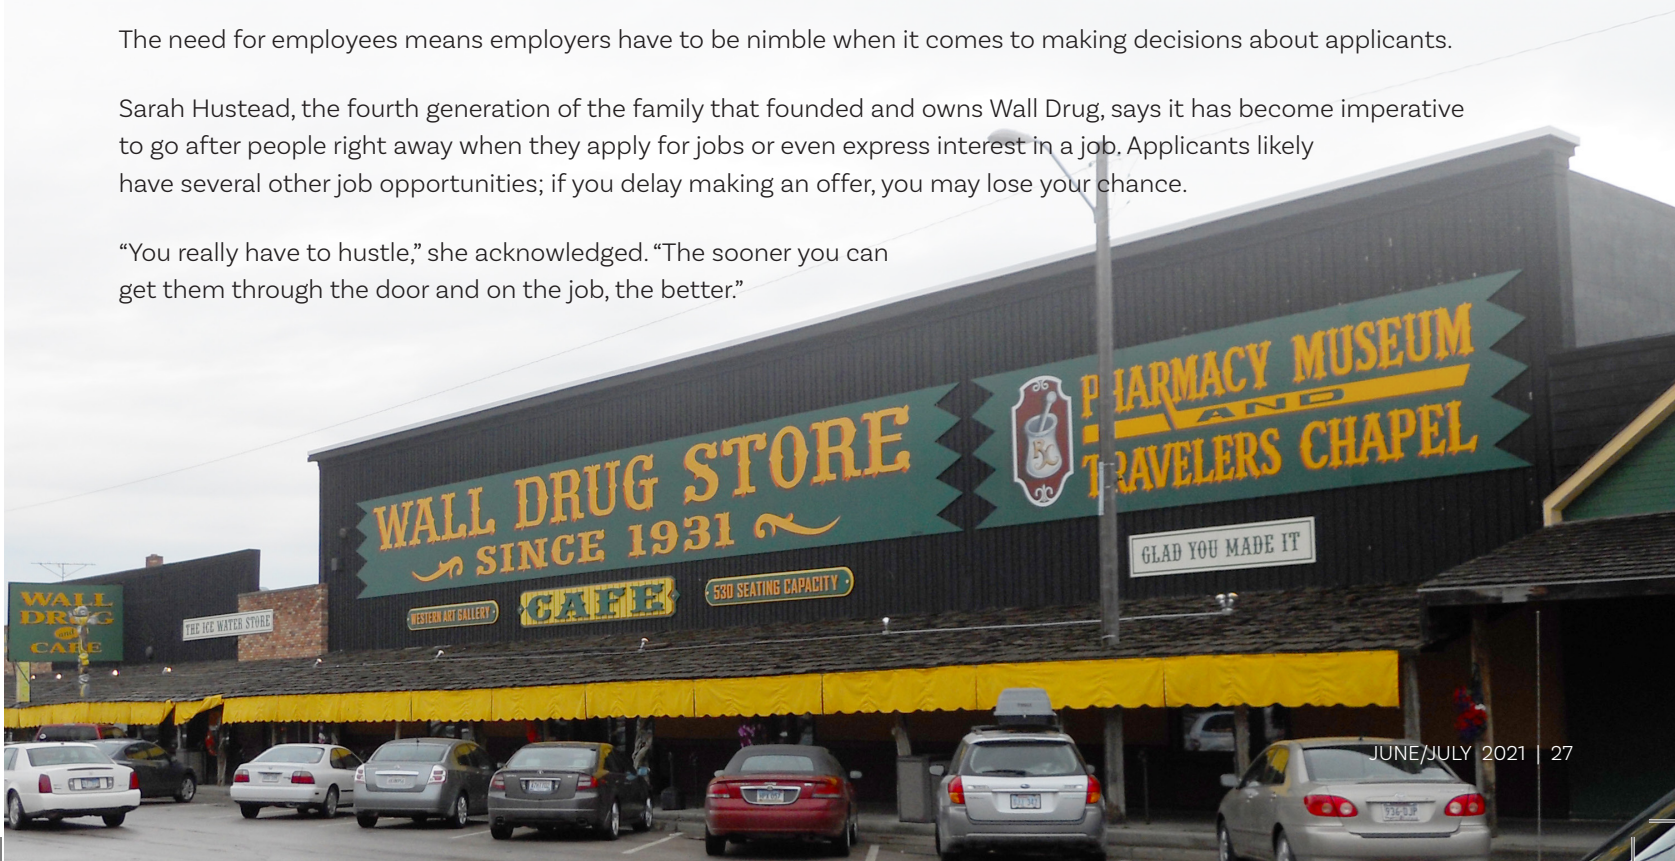 The need for employees means employers have to be nimble when it comes to making decisions about applicants.
Sarah Hustead, the fourth generation of the family that founded and owns Wall Drug, says it has become imperative
to go after people right away when they apply for jobs or even express interest in a job. Applicants likely
have several other job opportunities; if you delay making an offer, you may lose your chance.
“You really have to hustle,” she acknowledged. “The sooner you can
get them through the door and on the job, the better.”
PHARMACY MUSEUM
AND
TRAVELERS CHAPEL
WALL DRUG STORE
SINCE 1931
GLAD YOU MADE IT
WESTERN ART GALLERY
CAFE
530 SEATING CAPACITY
WALL
DRUG
and
CAFE
THE ICE WATER STORE
JUNE/JULY 2021 | 27